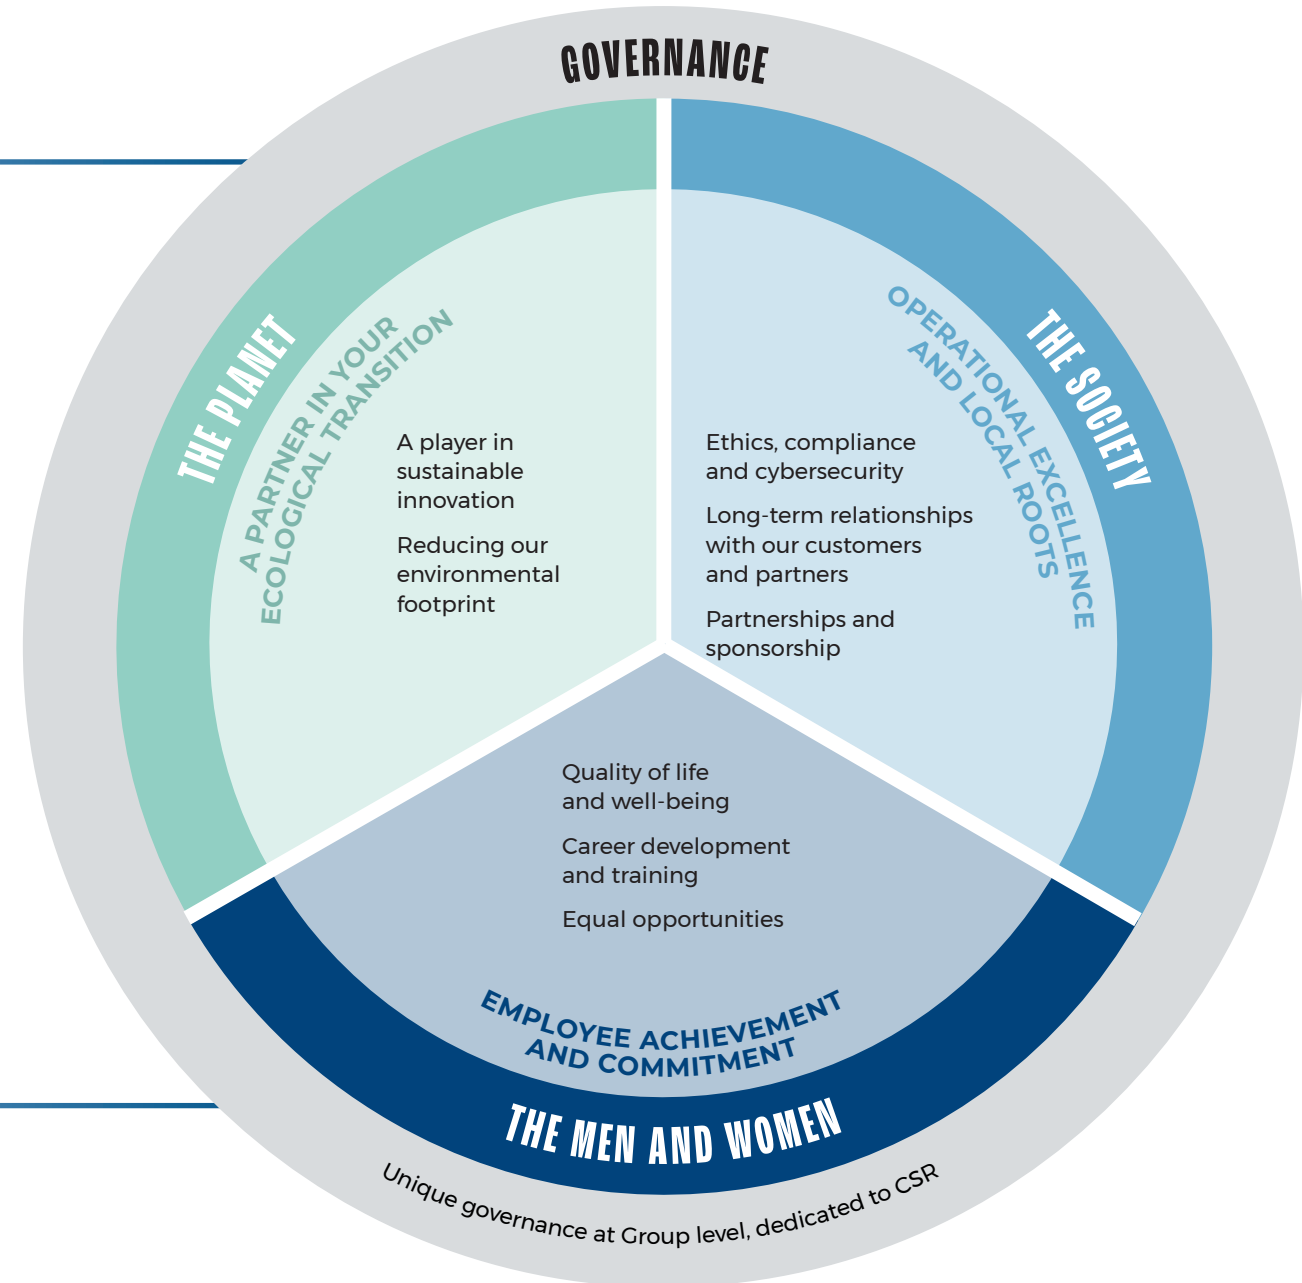 GOVERNANCE
THE PLANET
A PARTNER IN YOUR
ECOLOGICAL TRANSITION
A player in
sustainable
innovation
Reducing our
environmental
footprint
THE SOCIETY
OPERATIONAL EXCELLENCE
AND LOCAL ROOTS
Ethics, compliance
and cybersecurity
Long-term relationships
with our customers
and partners
Partnerships and
sponsorship
Quality of life
and well-being
Career development
and training
Equal opportunities
EMPLOYEE ACHIEVEMENT
AND COMMITMENT
THE MEN AND WOMEN
Unique governance at Group level, dedicated to CSR